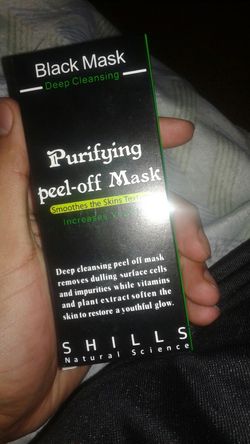 Black Mask
Deep Cleansing
Purifying
peel-off Mask
Smoothes the Skins
Increases
Deep cleansing peel off mask
removes dulling surface cells
and impurities while vitamins
and plant extract soften the
skin to restore a youthful glow.
SHILLS
Natural Science